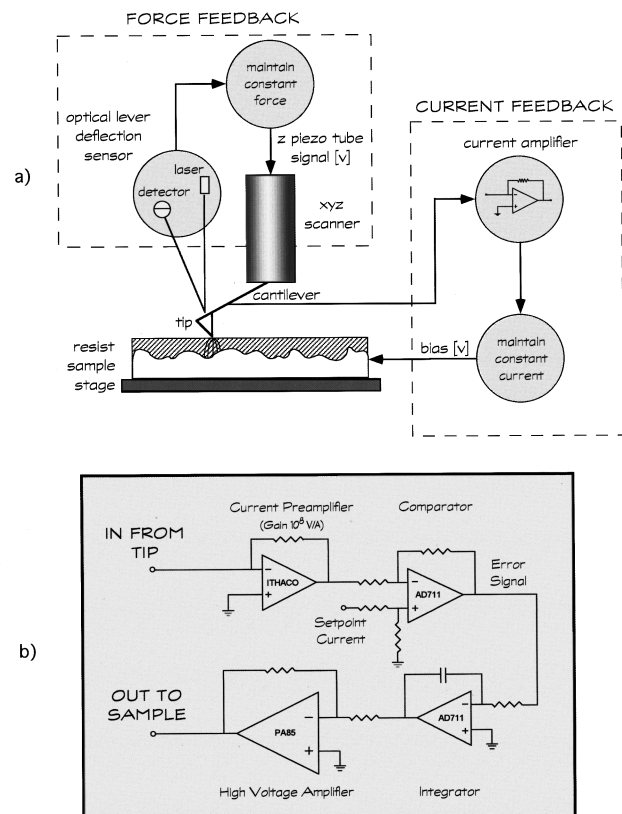 FORCE FEEDBACK
maintain
constant
force
optical lever
deflection
sensor
z piezo tube
signal [v]
laser
detector
xyz
scanner
cantilever
tip
resist
sample
stage
a)
CURRENT FEEDBACK
current amplifier
bias [v]
maintain
constant
current
b)
Current Preamplifier
(Gain 10⁸ V/A)
Comparator
IN FROM
TIP
ITHACO
AD711
Error
Signal
Setpoint
Current
OUT TO
SAMPLE
PA85
AD711
High Voltage Amplifier
Integrator